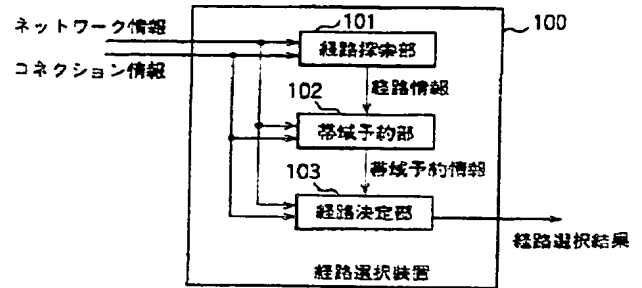 ネットワーク情報
コネクション情報
101
100
経路探索部
経路情報
102
帯域予約部
帯域予約情報
103
経路決定部
経路選択結果
経路選択装置